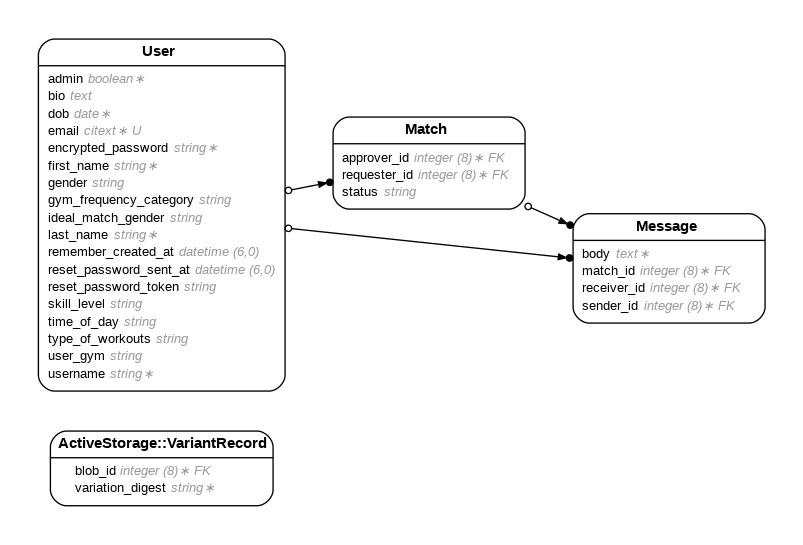 User
admin boolean∗
bio text
dob date∗
email citext∗ U
encrypted_password string∗
first_name string∗
gender string
gym_frequency_category string
ideal_match_gender string
last_name string∗
remember_created_at datetime (6,0)
reset_password_sent_at datetime (6,0)
reset_password_token string
skill_level string
time_of_day string
type_of_workouts string
user_gym string
username string∗
Match
approver_id integer (8)∗ FK
requester_id integer (8)∗ FK
status string
Message
body text∗
match_id integer (8)∗ FK
receiver_id integer (8)∗ FK
sender_id integer (8)∗ FK
ActiveStorage::VariantRecord
blob_id integer (8)∗ FK
variation_digest string∗